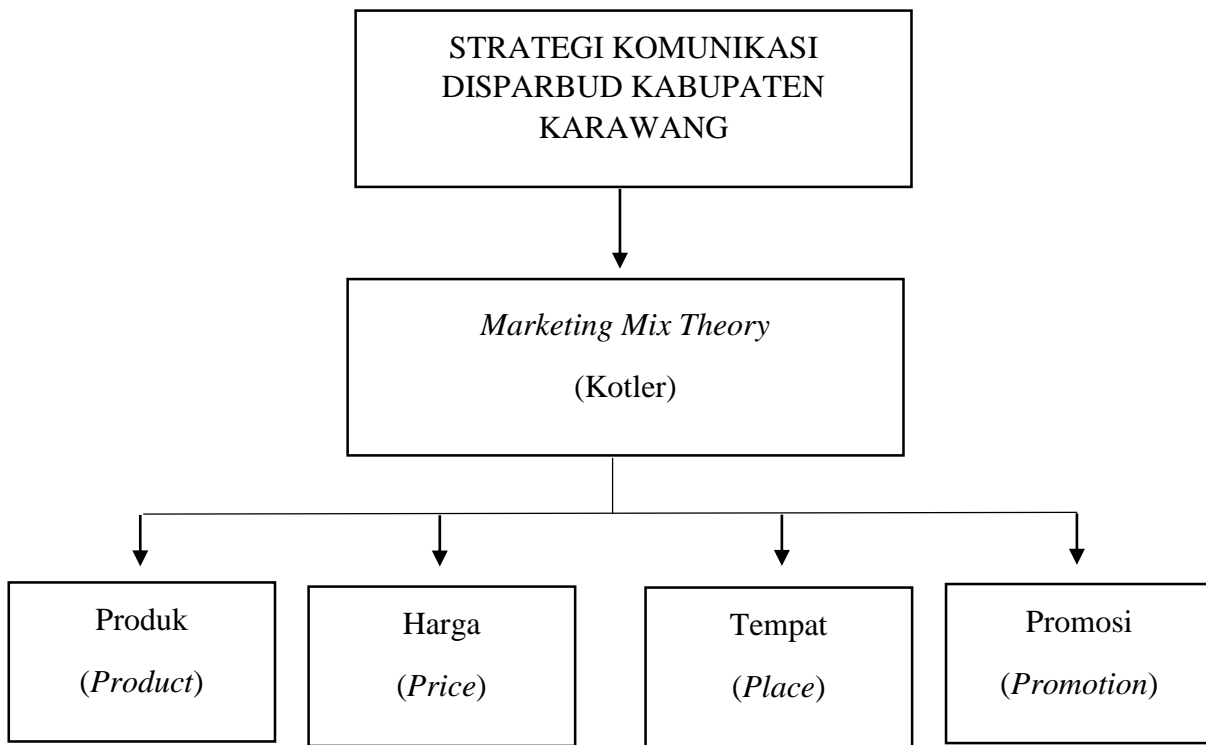 STRATEGI KOMUNIKASI
DISPARBUD KABUPATEN
KARAWANG
Marketing Mix Theory
(Kotler)
Produk
(Product)
Harga
(Price)
Tempat
(Place)
Promosi
(Promotion)